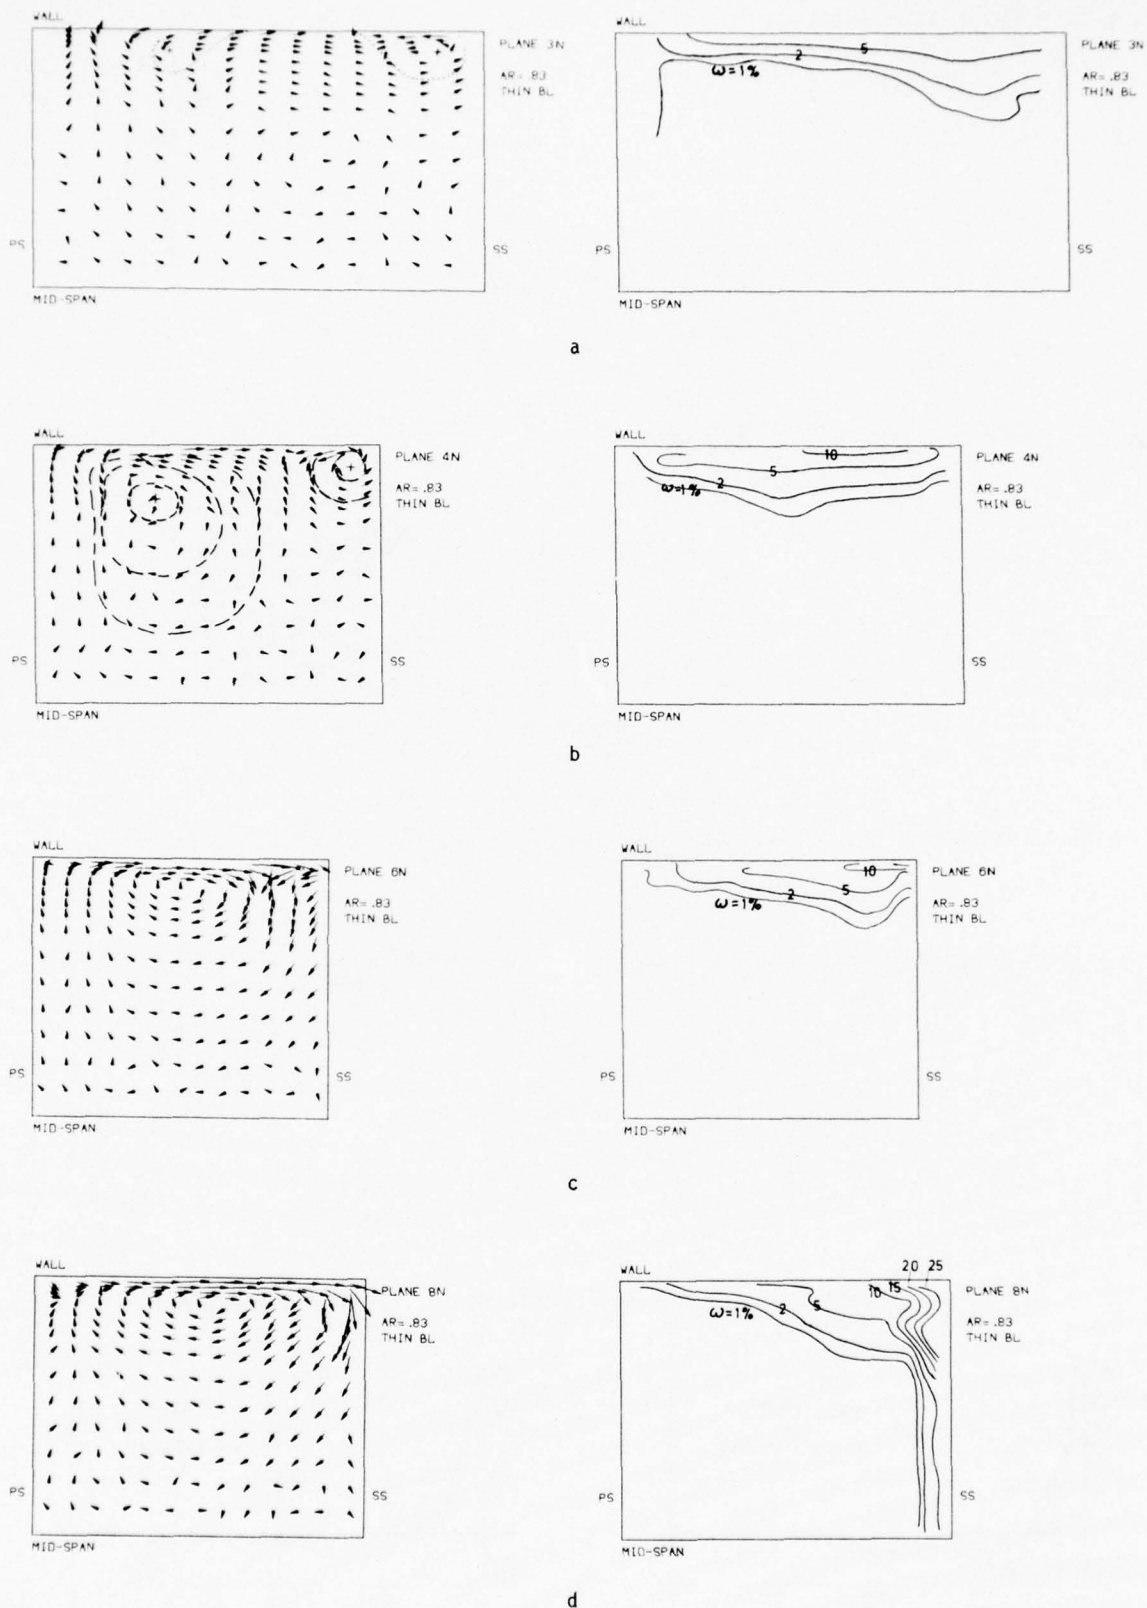 WALL
PLANE 3N
AR= .83
THIN BL
PS
SS
MID-SPAN
WALL
5
2
ω=1%
PLANE 3N
AR= .83
THIN BL
PS
SS
MID-SPAN
a
WALL
PLANE 4N
AR= .83
THIN BL
PS
SS
MID-SPAN
WALL
10
5
2
ω=1%
PLANE 4N
AR= .83
THIN BL
PS
SS
MID-SPAN
b
WALL
PLANE 6N
AR= .83
THIN BL
PS
SS
MID-SPAN
WALL
10
5
2
ω=1%
PLANE 6N
AR= .83
THIN BL
PS
SS
MID-SPAN
c
WALL
PLANE 8N
AR= .83
THIN BL
PS
SS
MID-SPAN
WALL
20 25
10 15
5
2
ω=1%
PLANE 8N
AR= .83
THIN BL
PS
SS
MID-SPAN
d